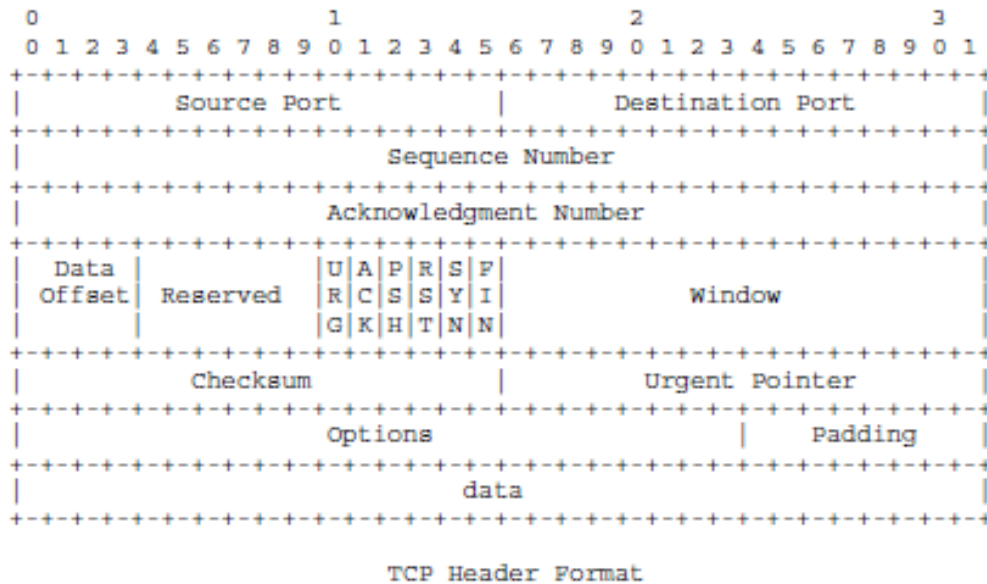 0                   1                   2                   3
 0 1 2 3 4 5 6 7 8 9 0 1 2 3 4 5 6 7 8 9 0 1 2 3 4 5 6 7 8 9 0 1
+-+-+-+-+-+-+-+-+-+-+-+-+-+-+-+-+-+-+-+-+-+-+-+-+-+-+-+-+-+-+-+-+
|          Source Port          |       Destination Port        |
+-+-+-+-+-+-+-+-+-+-+-+-+-+-+-+-+-+-+-+-+-+-+-+-+-+-+-+-+-+-+-+-+
|                        Sequence Number                        |
+-+-+-+-+-+-+-+-+-+-+-+-+-+-+-+-+-+-+-+-+-+-+-+-+-+-+-+-+-+-+-+-+
|                    Acknowledgment Number                      |
+-+-+-+-+-+-+-+-+-+-+-+-+-+-+-+-+-+-+-+-+-+-+-+-+-+-+-+-+-+-+-+-+
|  Data |           |U|A|P|R|S|F|                               |
| Offset| Reserved  |R|C|S|S|Y|I|            Window             |
|       |           |G|K|H|T|N|N|                               |
+-+-+-+-+-+-+-+-+-+-+-+-+-+-+-+-+-+-+-+-+-+-+-+-+-+-+-+-+-+-+-+-+
|           Checksum            |         Urgent Pointer        |
+-+-+-+-+-+-+-+-+-+-+-+-+-+-+-+-+-+-+-+-+-+-+-+-+-+-+-+-+-+-+-+-+
|                    Options                    |    Padding    |
+-+-+-+-+-+-+-+-+-+-+-+-+-+-+-+-+-+-+-+-+-+-+-+-+-+-+-+-+-+-+-+-+
|                             data                              |
+-+-+-+-+-+-+-+-+-+-+-+-+-+-+-+-+-+-+-+-+-+-+-+-+-+-+-+-+-+-+-+-+
TCP Header Format